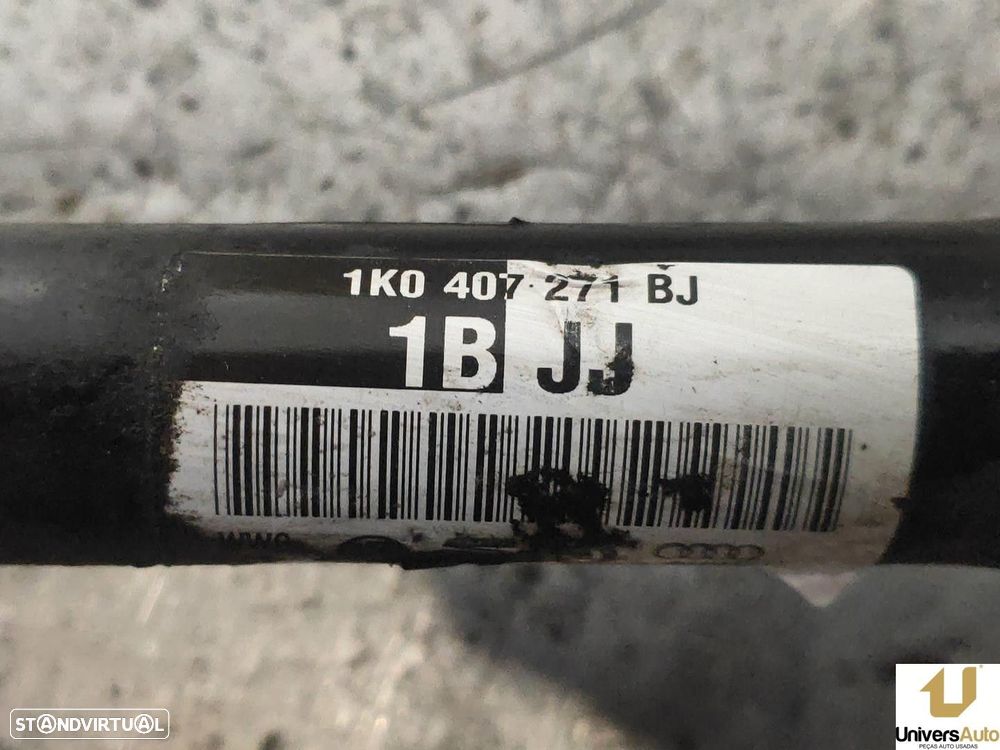 1K0 407 271 BJ
1B JJ
STANDVIRTUAL
UniversAuto
PEÇAS AUTO USADAS